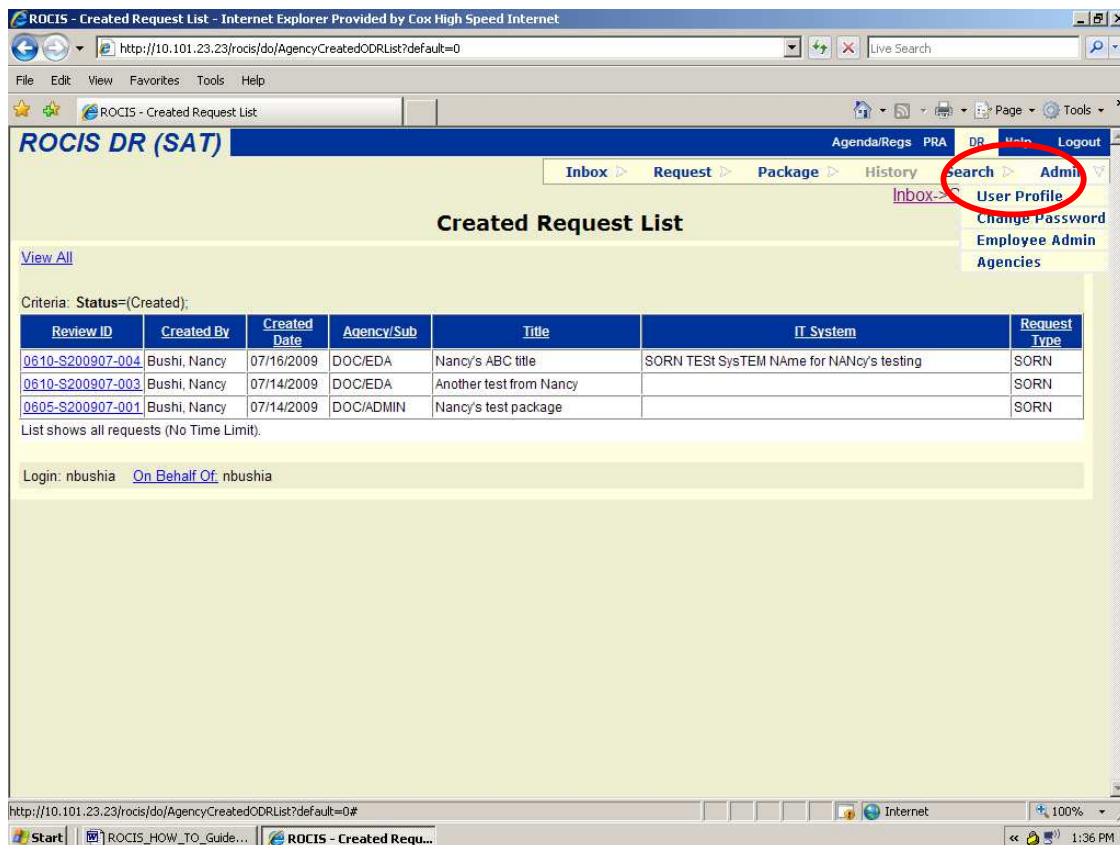 ROCIS - Created Request List - Internet Explorer Provided by Cox High Speed Internet
http://10.101.23.23/rocis/do/AgencyCreatedODRList?default=0
Live Search
File Edit View Favorites Tools Help
ROCIS - Created Request List
Page Tools
ROCIS DR (SAT)
Agenda/Regs PRA DR Help Logout
Inbox Request Package History Search Admin
Inbox->
User Profile
Change Password
Employee Admin
Agencies
Created Request List
View All
Criteria: Status=(Created);
Review ID Created By Created Date Agency/Sub Title IT System Request Type
0610-S200907-004 Bushi, Nancy 07/16/2009 DOC/EDA Nancy's ABC title SORN TESt SysTEM NAme for NANcy's testing SORN
0610-S200907-003 Bushi, Nancy 07/14/2009 DOC/EDA Another test from Nancy SORN
0605-S200907-001 Bushi, Nancy 07/14/2009 DOC/ADMIN Nancy's test package SORN
List shows all requests (No Time Limit).
Login: nbushia On Behalf Of: nbushia
http://10.101.23.23/rocis/do/AgencyCreatedODRList?default=0#
Internet
100%
Start
ROCIS_HOW_TO_Guide...
ROCIS - Created Requ...
1:36 PM